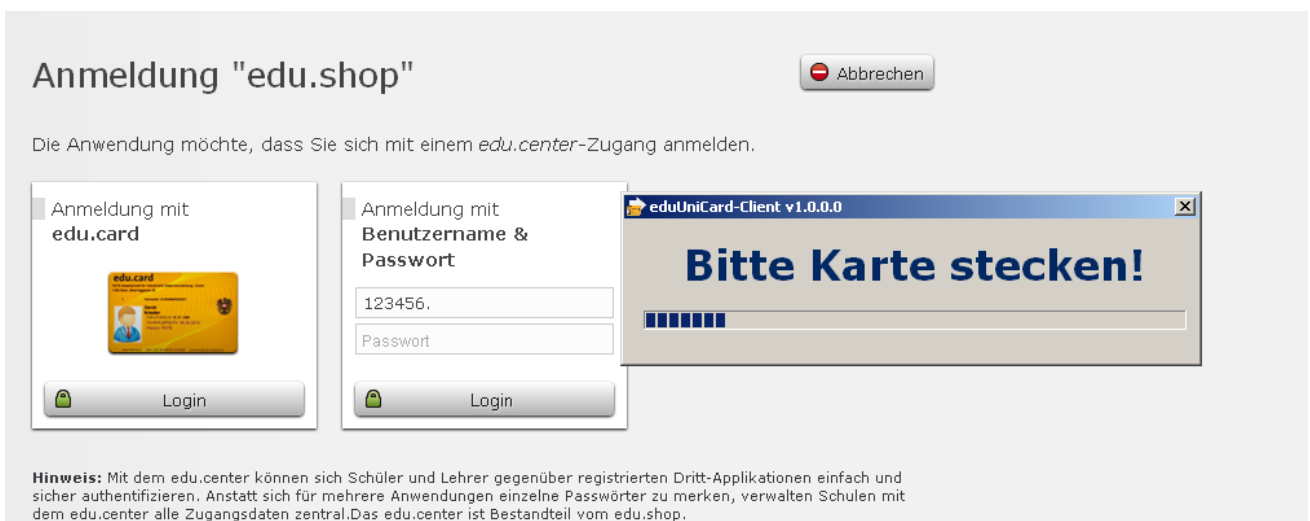 Anmeldung "edu.shop"
Abbrechen
Die Anwendung möchte, dass Sie sich mit einem edu.center-Zugang anmelden.
Anmeldung mit
edu.card
edu.card
Login
Anmeldung mit
Benutzername &
Passwort
123456.
Passwort
Login
eduUniCard-Client v1.0.0.0
Bitte Karte stecken!
Hinweis: Mit dem edu.center können sich Schüler und Lehrer gegenüber registrierten Dritt-Applikationen einfach und
sicher authentifizieren. Anstatt sich für mehrere Anwendungen einzelne Passwörter zu merken, verwalten Schulen mit
dem edu.center alle Zugangsdaten zentral.Das edu.center ist Bestandteil vom edu.shop.